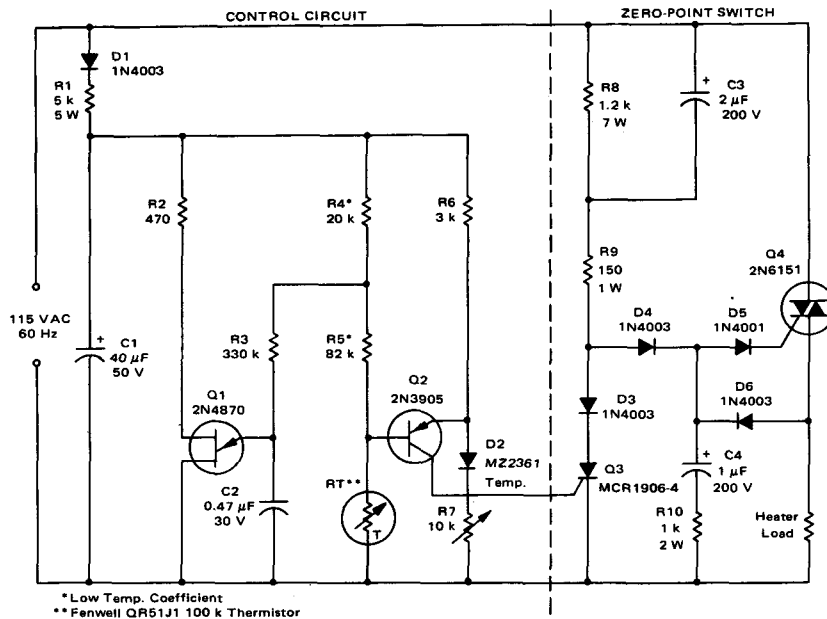 CONTROL CIRCUIT
ZERO-POINT SWITCH
D1
1N4003
R1
5 k
5 W
R2
470
R4*
20 k
R6
3 k
R8
1.2 k
7 W
+
C3
2 µF
200 V
R9
150
1 W
Q4
2N6151
115 VAC
60 Hz
+
C1
40 µF
50 V
R3
330 k
R5*
82 k
D4
1N4003
D5
1N4001
Q1
2N4870
Q2
2N3905
D3
1N4003
D6
1N4003
D2
MZ2361
Temp.
Q3
MCR1906-4
+
C4
1 µF
200 V
C2
0.47 µF
30 V
RT**
T
R7
10 k
R10
1 k
2 W
Heater
Load
*Low Temp. Coefficient
**Fenwell QR51J1 100 k Thermistor